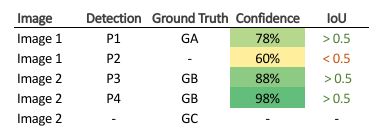 Image Detection Ground Truth Confidence IoU
Image 1 P1 GA 78% > 0.5
Image 1 P2 - 60% < 0.5
Image 2 P3 GB 88% > 0.5
Image 2 P4 GB 98% > 0.5
Image 2 - GC - -